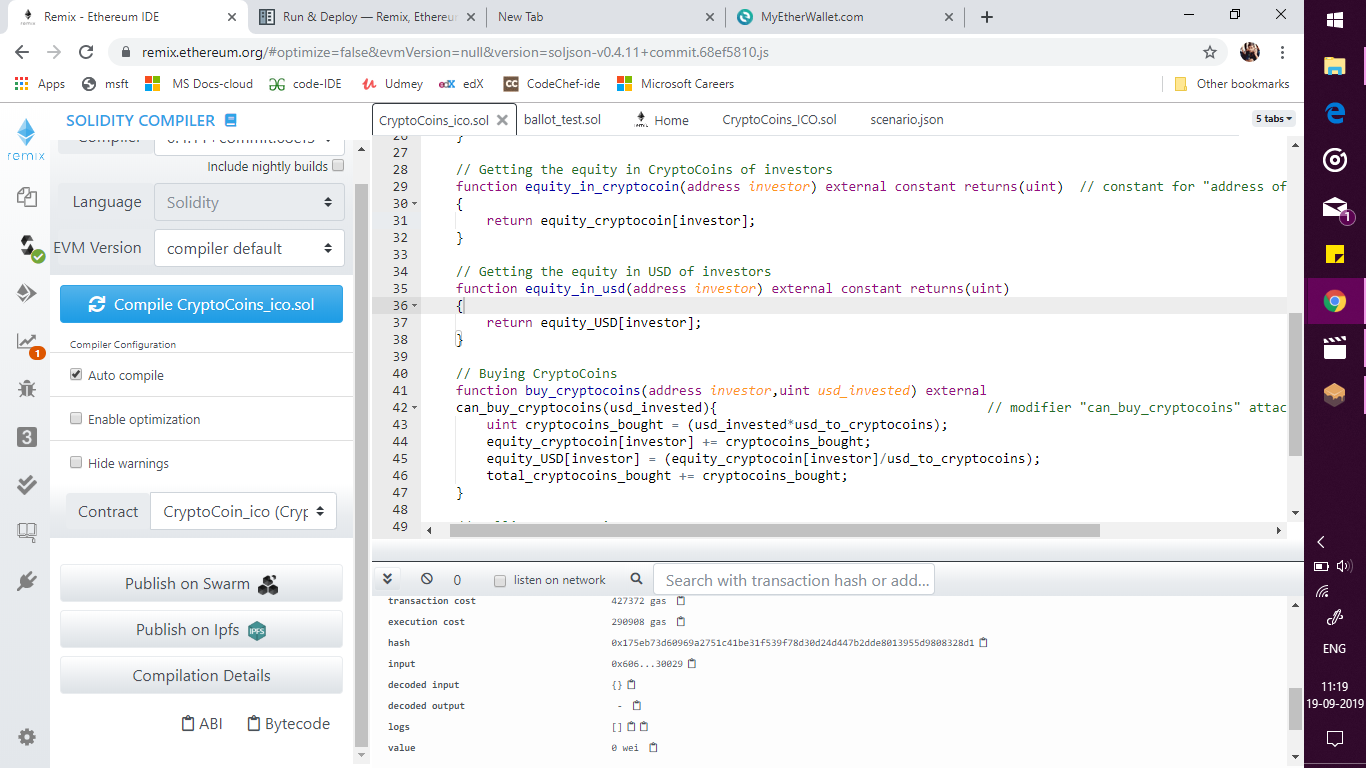 Remix - Ethereum IDE
Run & Deploy — Remix, Ethereu
New Tab
MyEtherWallet.com
remix.ethereum.org/#optimize=false&evmVersion=null&version=soljson-v0.4.11+commit.68ef5810.js
Apps
msft
MS Docs-cloud
code-IDE
Udmey
edX
CodeChef-ide
Microsoft Careers
Other bookmarks
remix
SOLIDITY COMPILER
Include nightly builds
Language
Solidity
EVM Version
compiler default
Compile CryptoCoins_ico.sol
Compiler Configuration
Auto compile
Enable optimization
Hide warnings
Contract
CryptoCoin_ico (Cryp
Publish on Swarm
Publish on Ipfs
IPFS
Compilation Details
ABI
Bytecode
1
CryptoCoins_ico.sol
ballot_test.sol
Home
CryptoCoins_ICO.sol
scenario.json
5 tabs
26 }
27
28 // Getting the equity in CryptoCoins of investors
29 function equity_in_cryptocoin(address investor) external constant returns(uint) // constant for "address of
30 {
31 return equity_cryptocoin[investor];
32 }
33
34 // Getting the equity in USD of investors
35 function equity_in_usd(address investor) external constant returns(uint)
36 {
37 return equity_USD[investor];
38 }
39
40 // Buying CryptoCoins
41 function buy_cryptocoins(address investor,uint usd_invested) external
42 can_buy_cryptocoins(usd_invested){ // modifier "can_buy_cryptocoins" attac
43 uint cryptocoins_bought = (usd_invested*usd_to_cryptocoins);
44 equity_cryptocoin[investor] += cryptocoins_bought;
45 equity_USD[investor] = (equity_cryptocoin[investor]/usd_to_cryptocoins);
46 total_cryptocoins_bought += cryptocoins_bought;
47 }
48
49
0
listen on network
Search with transaction hash or add...
transaction cost 427372 gas
execution cost 290908 gas
hash 0x175eb73d60969a2751c41be31f539f78d30d24d447b2dde8013955d9808328d1
input 0x606...30029
decoded input {}
decoded output -
logs []
value 0 wei
1
ENG
11:19
19-09-2019